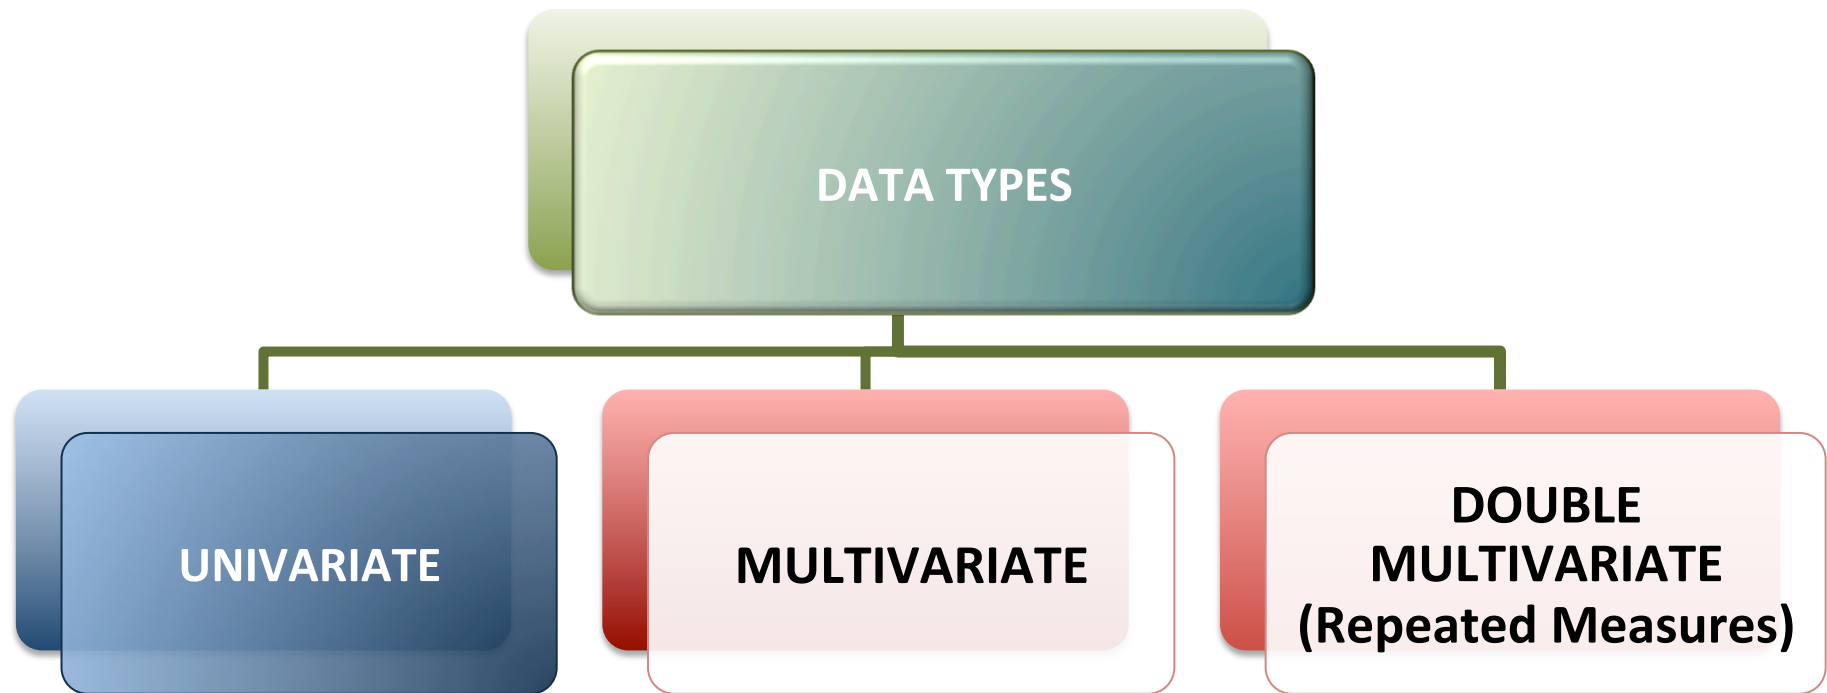 DATA TYPES
UNIVARIATE
MULTIVARIATE
DOUBLE
MULTIVARIATE
(Repeated Measures)